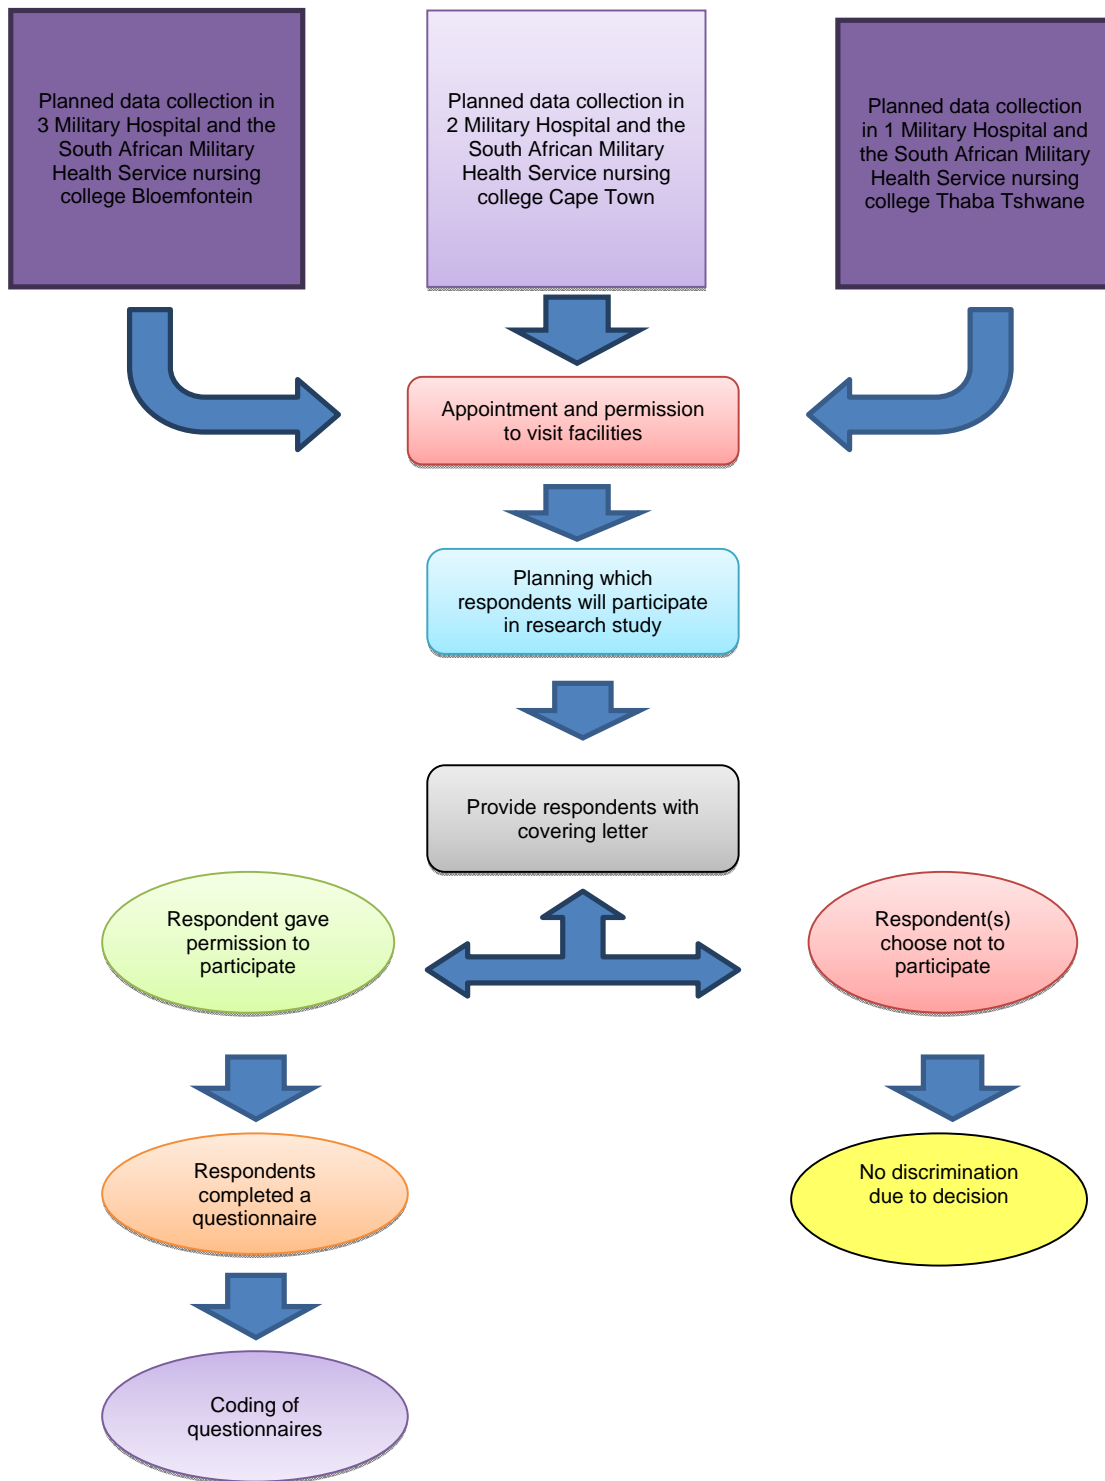 Planned data collection in
3 Military Hospital and the
South African Military
Health Service nursing
college Bloemfontein
Planned data collection in
2 Military Hospital and the
South African Military
Health Service nursing
college Cape Town
Planned data collection
in 1 Military Hospital and
the South African Military
Health Service nursing
college Thaba Tshwane
Appointment and permission
to visit facilities
Planning which
respondents will participate
in research study
Provide respondents with
covering letter
Respondent gave
permission to
participate
Respondent(s)
choose not to
participate
Respondents
completed a
questionnaire
No discrimination
due to decision
Coding of
questionnaires